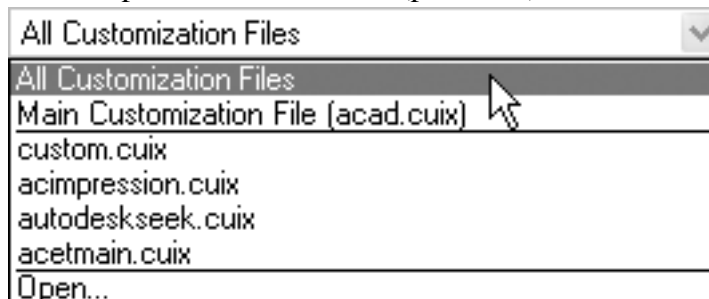 All Customization Files
All Customization Files
Main Customization File (acad.cuix)
custom.cuix
acimpression.cuix
autodeskseek.cuix
acetmain.cuix
Open...